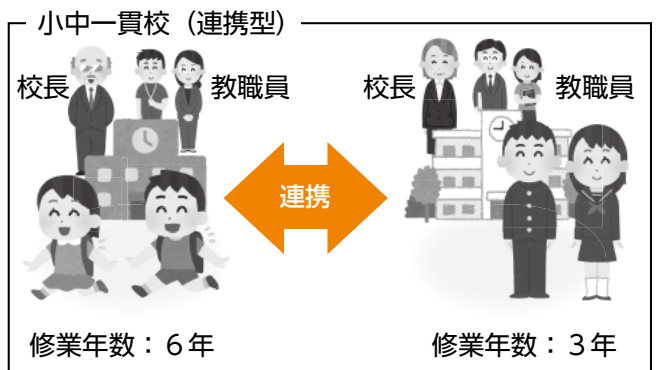 小中一貫校（連携型）
校長
教職員
校長
教職員
連携
修業年数：６年
修業年数：３年